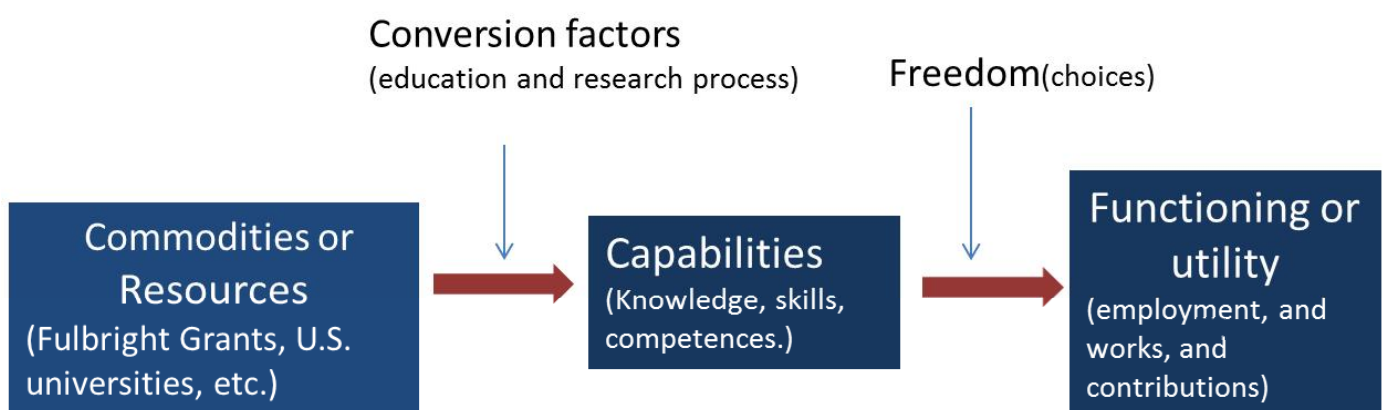 Conversion factors
(education and research process)
Freedom(choices)
Commodities or
Resources
(Fulbright Grants, U.S.
universities, etc.)
Capabilities
(Knowledge, skills,
competences.)
Functioning or
utility
(employment, and
works, and
contributions)